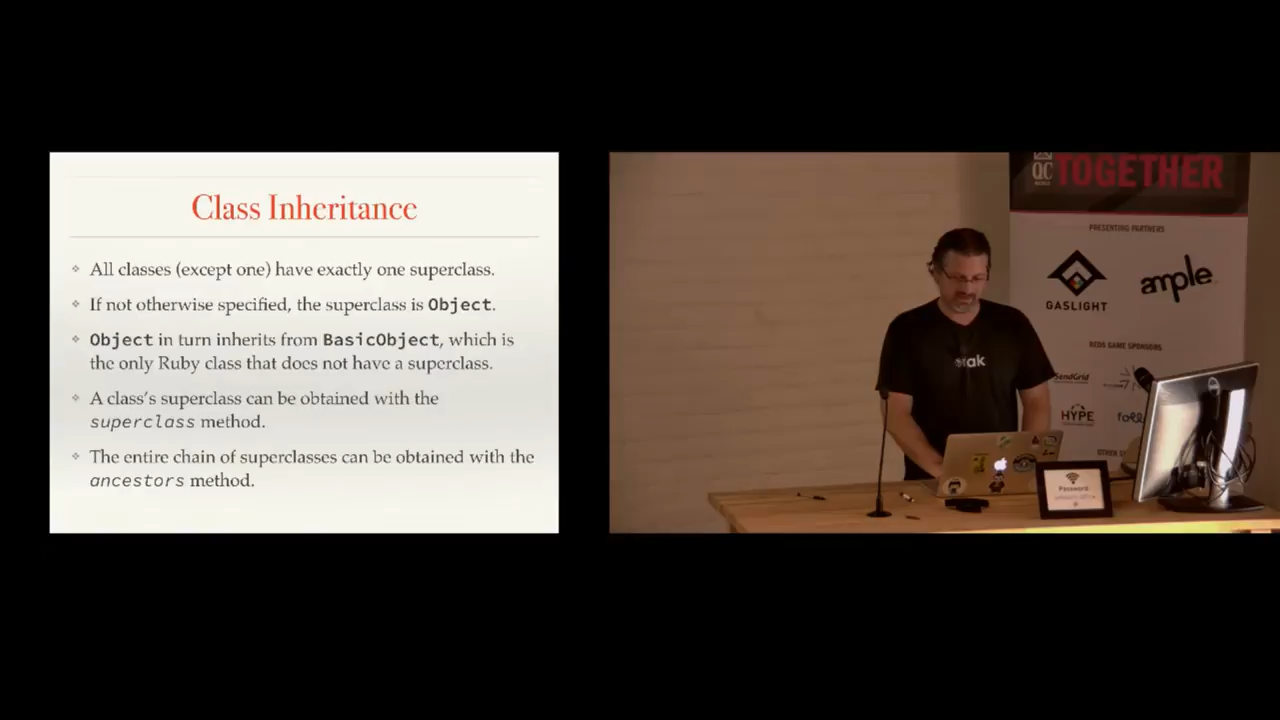 Class Inheritance
All classes (except one) have exactly one superclass.
If not otherwise specified, the superclass is Object.
Object in turn inherits from BasicObject, which is
the only Ruby class that does not have a superclass.
A class’s superclass can be obtained with the
superclass method.
The entire chain of superclasses can be obtained with the
ancestors method.
QC
TOGETHER
PRESENTING PARTNERS
GASLIGHT
ample
REDS GAME SPONSORS
SendGrid
HYPE
Password: